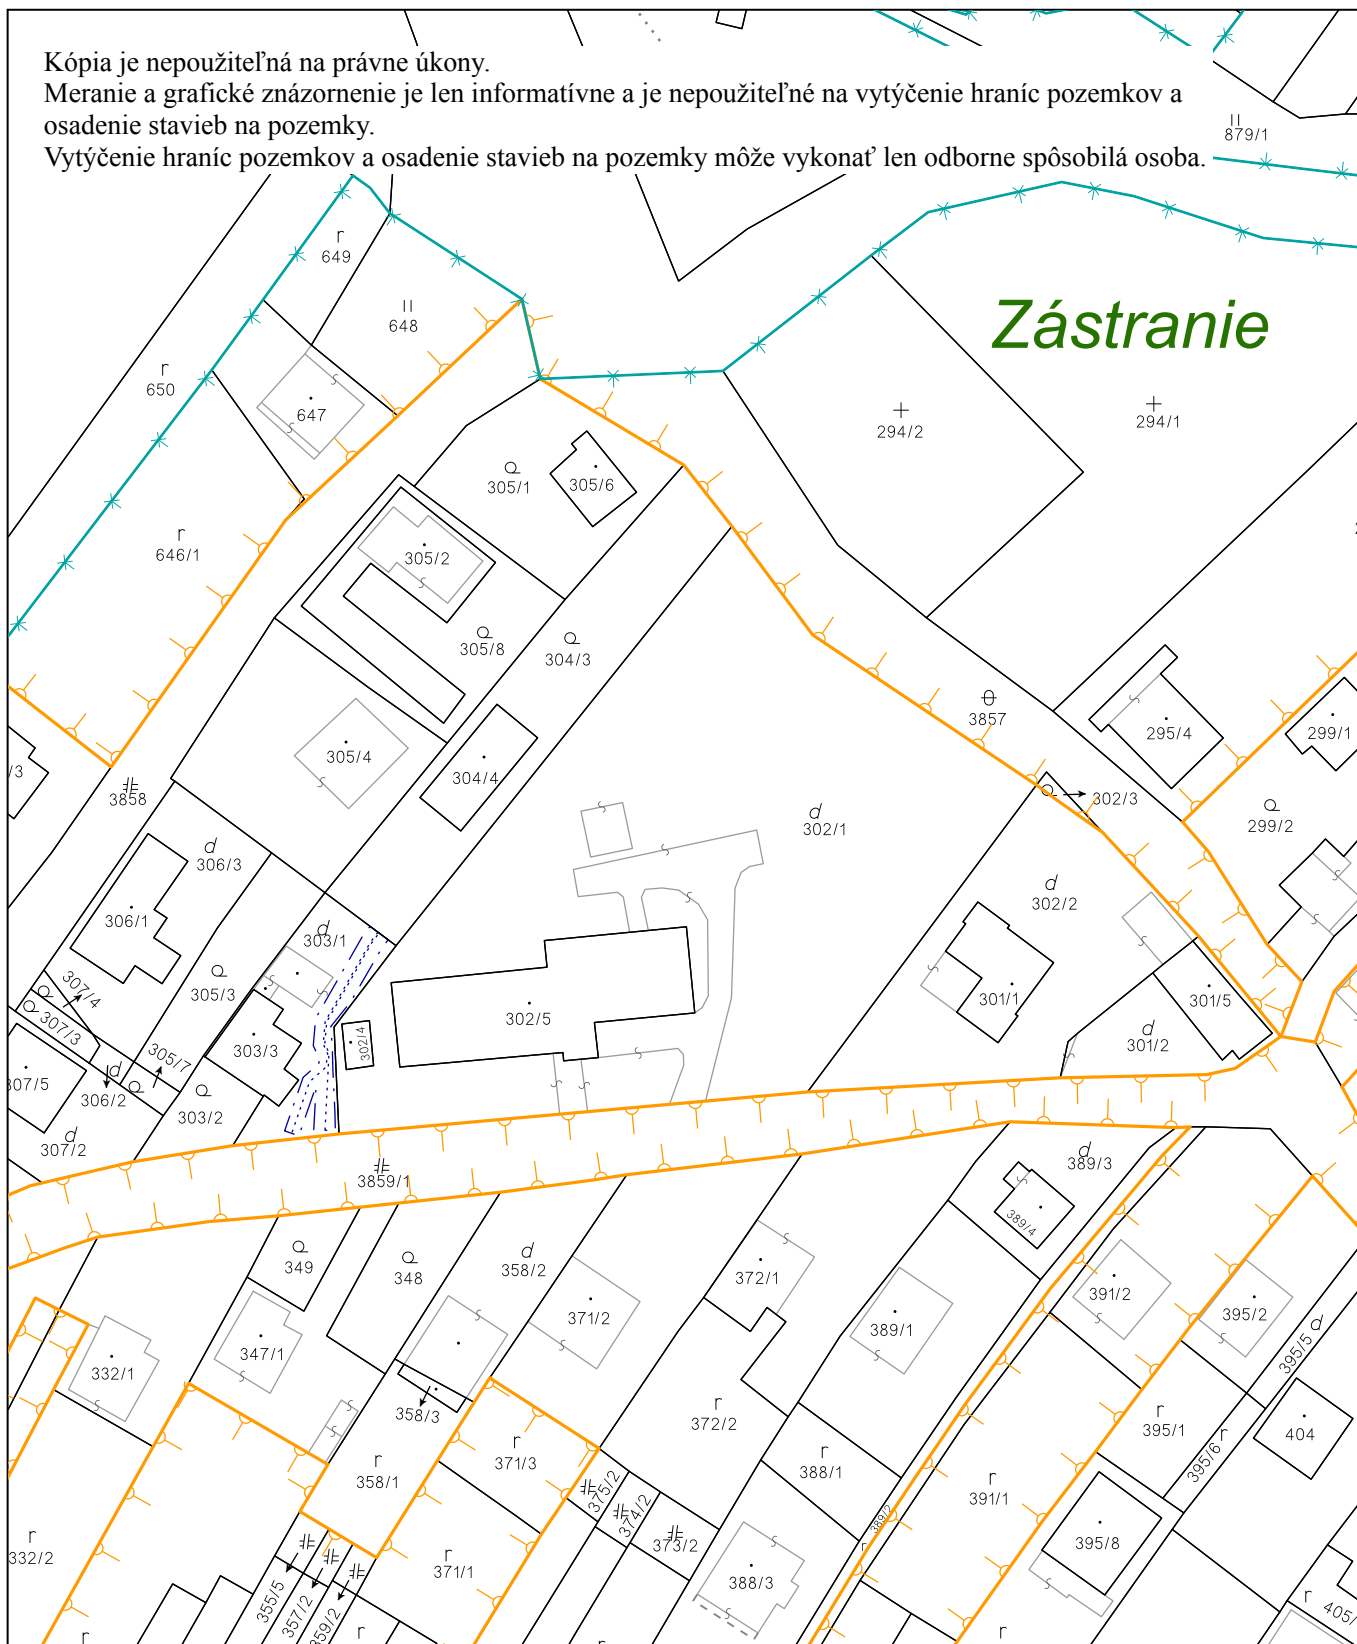 Kópia je nepoužiteľná na právne úkony.
Meranie a grafické znázornenie je len informatívne a je nepoužiteľné na vytýčenie hraníc pozemkov a
osadenie stavieb na pozemky.
Vytýčenie hraníc pozemkov a osadenie stavieb na pozemky môže vykonať len odborne spôsobilá osoba.
879/1
r
649
648
Zástranie
r
650
647
294/2
294/1
305/1
305/6
r
646/1
305/2
305/8
304/3
3857
295/4
299/1
305/4
304/4
/3
3858
302/3
d
302/1
299/2
d
306/3
306/1
d
302/2
d
303/1
307/4
305/3
307/3
302/5
301/1
301/5
302/4
303/3
d
301/2
305/7
307/5
d
306/2
303/2
d
307/2
3859/1
d
389/3
389/4
349
348
d
358/2
372/1
391/2
371/2
389/1
395/2
332/1
347/1
395/5 d
358/3
r
372/2
r
395/1
404
r
358/1
r
371/3
r
388/1
395/6 r
r
391/1
375/2
374/2
389/2
r
332/2
373/2
395/8
r
r
371/1
388/3
355/5
357/2
359/2
r
405/
r
r
r
r